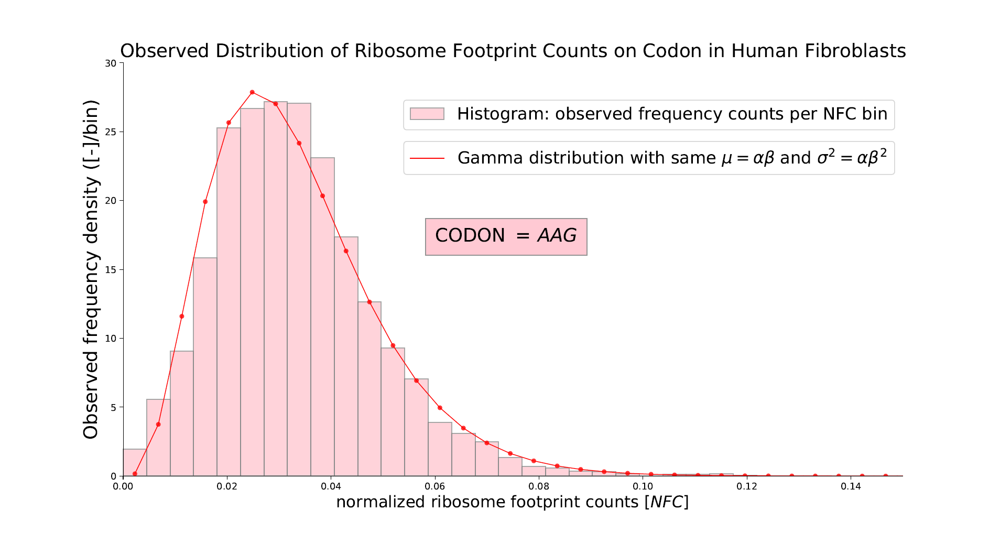 Observed Distribution of Ribosome Footprint Counts on Codon in Human Fibroblasts
Observed frequency density ([-]/bin)
30
25
20
15
10
5
0
Histogram: observed frequency counts per NFC bin
Gamma distribution with same μ = αβ and σ² = αβ²
CODON = AAG
0.00 0.02 0.04 0.06 0.08 0.10 0.12 0.14
normalized ribosome footprint counts [NFC]